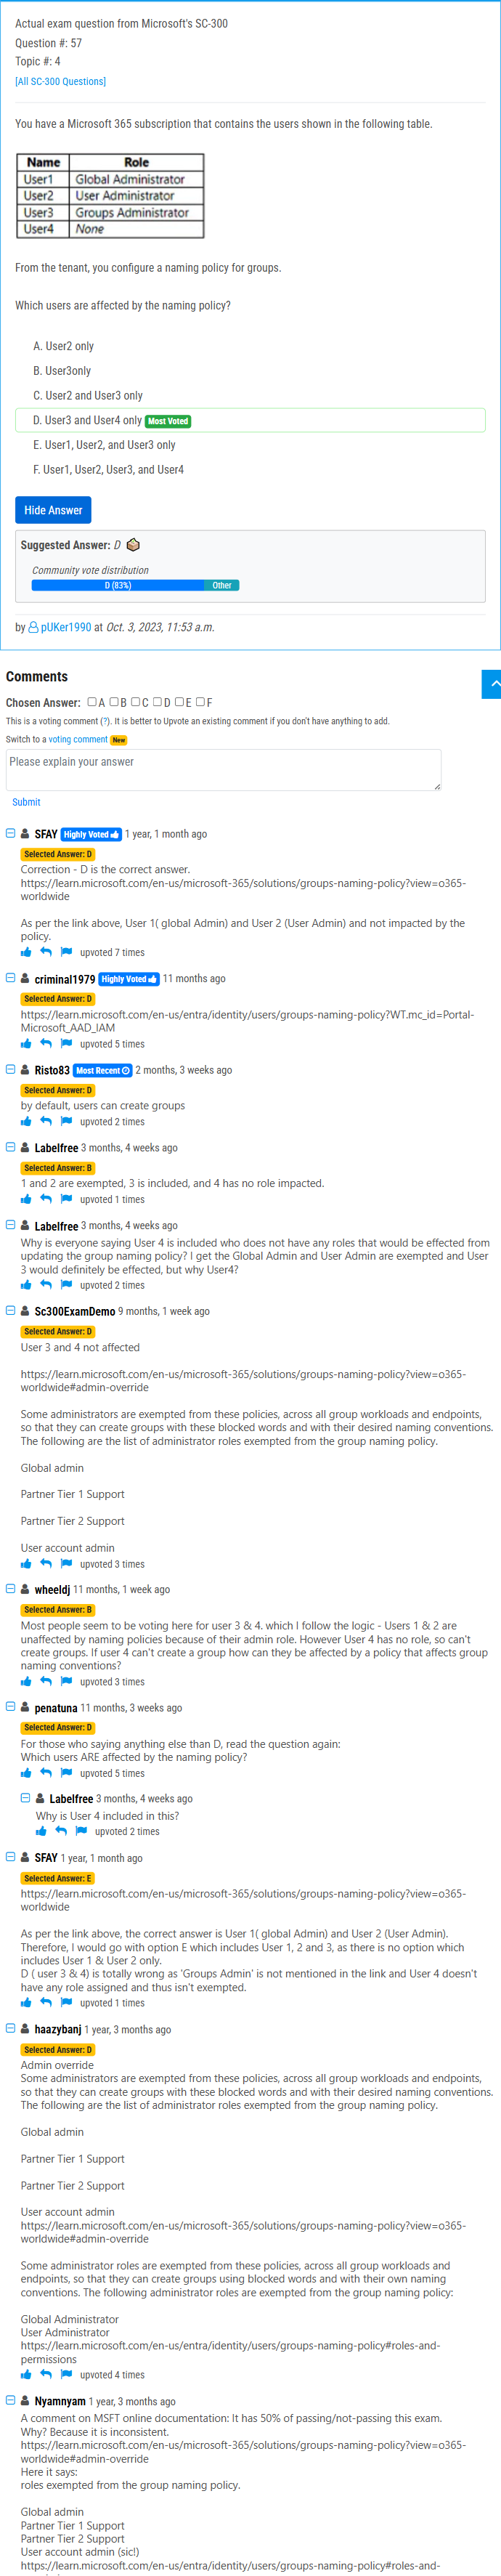 Actual exam question from Microsoft's SC-300
Question #: 57
Topic #: 4
[All SC-300 Questions]
You have a Microsoft 365 subscription that contains the users shown in the following table.
Name Role
User1 Global Administrator
User2 User Administrator
User3 Groups Administrator
User4 None
From the tenant, you configure a naming policy for groups.
Which users are affected by the naming policy?
A. User2 only
B. User3only
C. User2 and User3 only
D. User3 and User4 only Most Voted
E. User1, User2, and User3 only
F. User1, User2, User3, and User4
Hide Answer
Suggested Answer: D
Community vote distribution
D (83%) Other
by pUKer1990 at Oct. 3, 2023, 11:53 a.m.
Comments
Chosen Answer: A B C D E F
This is a voting comment (?). It is better to Upvote an existing comment if you don't have anything to add.
Switch to a voting comment New
Please explain your answer
Submit
SFAY Highly Voted 1 year, 1 month ago
Selected Answer: D
Correction - D is the correct answer.
https://learn.microsoft.com/en-us/microsoft-365/solutions/groups-naming-policy?view=o365-
worldwide
As per the link above, User 1( global Admin) and User 2 (User Admin) and not impacted by the
policy.
upvoted 7 times
criminal1979 Highly Voted 11 months ago
Selected Answer: D
https://learn.microsoft.com/en-us/entra/identity/users/groups-naming-policy?WT.mc_id=Portal-
Microsoft_AAD_IAM
upvoted 5 times
Risto83 Most Recent 2 months, 3 weeks ago
Selected Answer: D
by default, users can create groups
upvoted 2 times
Labelfree 3 months, 4 weeks ago
Selected Answer: B
1 and 2 are exempted, 3 is included, and 4 has no role impacted.
upvoted 1 times
Labelfree 3 months, 4 weeks ago
Why is everyone saying User 4 is included who does not have any roles that would be effected from
updating the group naming policy? I get the Global Admin and User Admin are exempted and User
3 would definitely be effected, but why User4?
upvoted 2 times
Sc300ExamDemo 9 months, 1 week ago
Selected Answer: D
User 3 and 4 not affected
https://learn.microsoft.com/en-us/microsoft-365/solutions/groups-naming-policy?view=o365-
worldwide#admin-override
Some administrators are exempted from these policies, across all group workloads and endpoints,
so that they can create groups with these blocked words and with their desired naming conventions.
The following are the list of administrator roles exempted from the group naming policy.
Global admin
Partner Tier 1 Support
Partner Tier 2 Support
User account admin
upvoted 3 times
wheeldj 11 months, 1 week ago
Selected Answer: B
Most people seem to be voting here for user 3 & 4. which I follow the logic - Users 1 & 2 are
unaffected by naming policies because of their admin role. However User 4 has no role, so can't
create groups. If user 4 can't create a group how can they be affected by a policy that affects group
naming conventions?
upvoted 3 times
penatuna 11 months, 3 weeks ago
Selected Answer: D
For those who saying anything else than D, read the question again:
Which users ARE affected by the naming policy?
upvoted 5 times
Labelfree 3 months, 4 weeks ago
Why is User 4 included in this?
upvoted 2 times
SFAY 1 year, 1 month ago
Selected Answer: E
https://learn.microsoft.com/en-us/microsoft-365/solutions/groups-naming-policy?view=o365-
worldwide
As per the link above, the correct answer is User 1( global Admin) and User 2 (User Admin).
Therefore, I would go with option E which includes User 1, 2 and 3, as there is no option which
includes User 1 & User 2 only.
D ( user 3 & 4) is totally wrong as 'Groups Admin' is not mentioned in the link and User 4 doesn't
have any role assigned and thus isn't exempted.
upvoted 1 times
haazybanj 1 year, 3 months ago
Selected Answer: D
Admin override
Some administrators are exempted from these policies, across all group workloads and endpoints,
so that they can create groups with these blocked words and with their desired naming conventions.
The following are the list of administrator roles exempted from the group naming policy.
Global admin
Partner Tier 1 Support
Partner Tier 2 Support
User account admin
https://learn.microsoft.com/en-us/microsoft-365/solutions/groups-naming-policy?view=o365-
worldwide#admin-override
Some administrator roles are exempted from these policies, across all group workloads and
endpoints, so that they can create groups using blocked words and with their own naming
conventions. The following administrator roles are exempted from the group naming policy:
Global Administrator
User Administrator
https://learn.microsoft.com/en-us/entra/identity/users/groups-naming-policy#roles-and-
permissions
upvoted 4 times
Nyamnyam 1 year, 3 months ago
A comment on MSFT online documentation: It has 50% of passing/not-passing this exam.
Why? Because it is inconsistent.
https://learn.microsoft.com/en-us/microsoft-365/solutions/groups-naming-policy?view=o365-
worldwide#admin-override
Here it says:
roles exempted from the group naming policy.
Global admin
Partner Tier 1 Support
Partner Tier 2 Support
User account admin (sic!)
https://learn.microsoft.com/en-us/entra/identity/users/groups-naming-policy#roles-and-